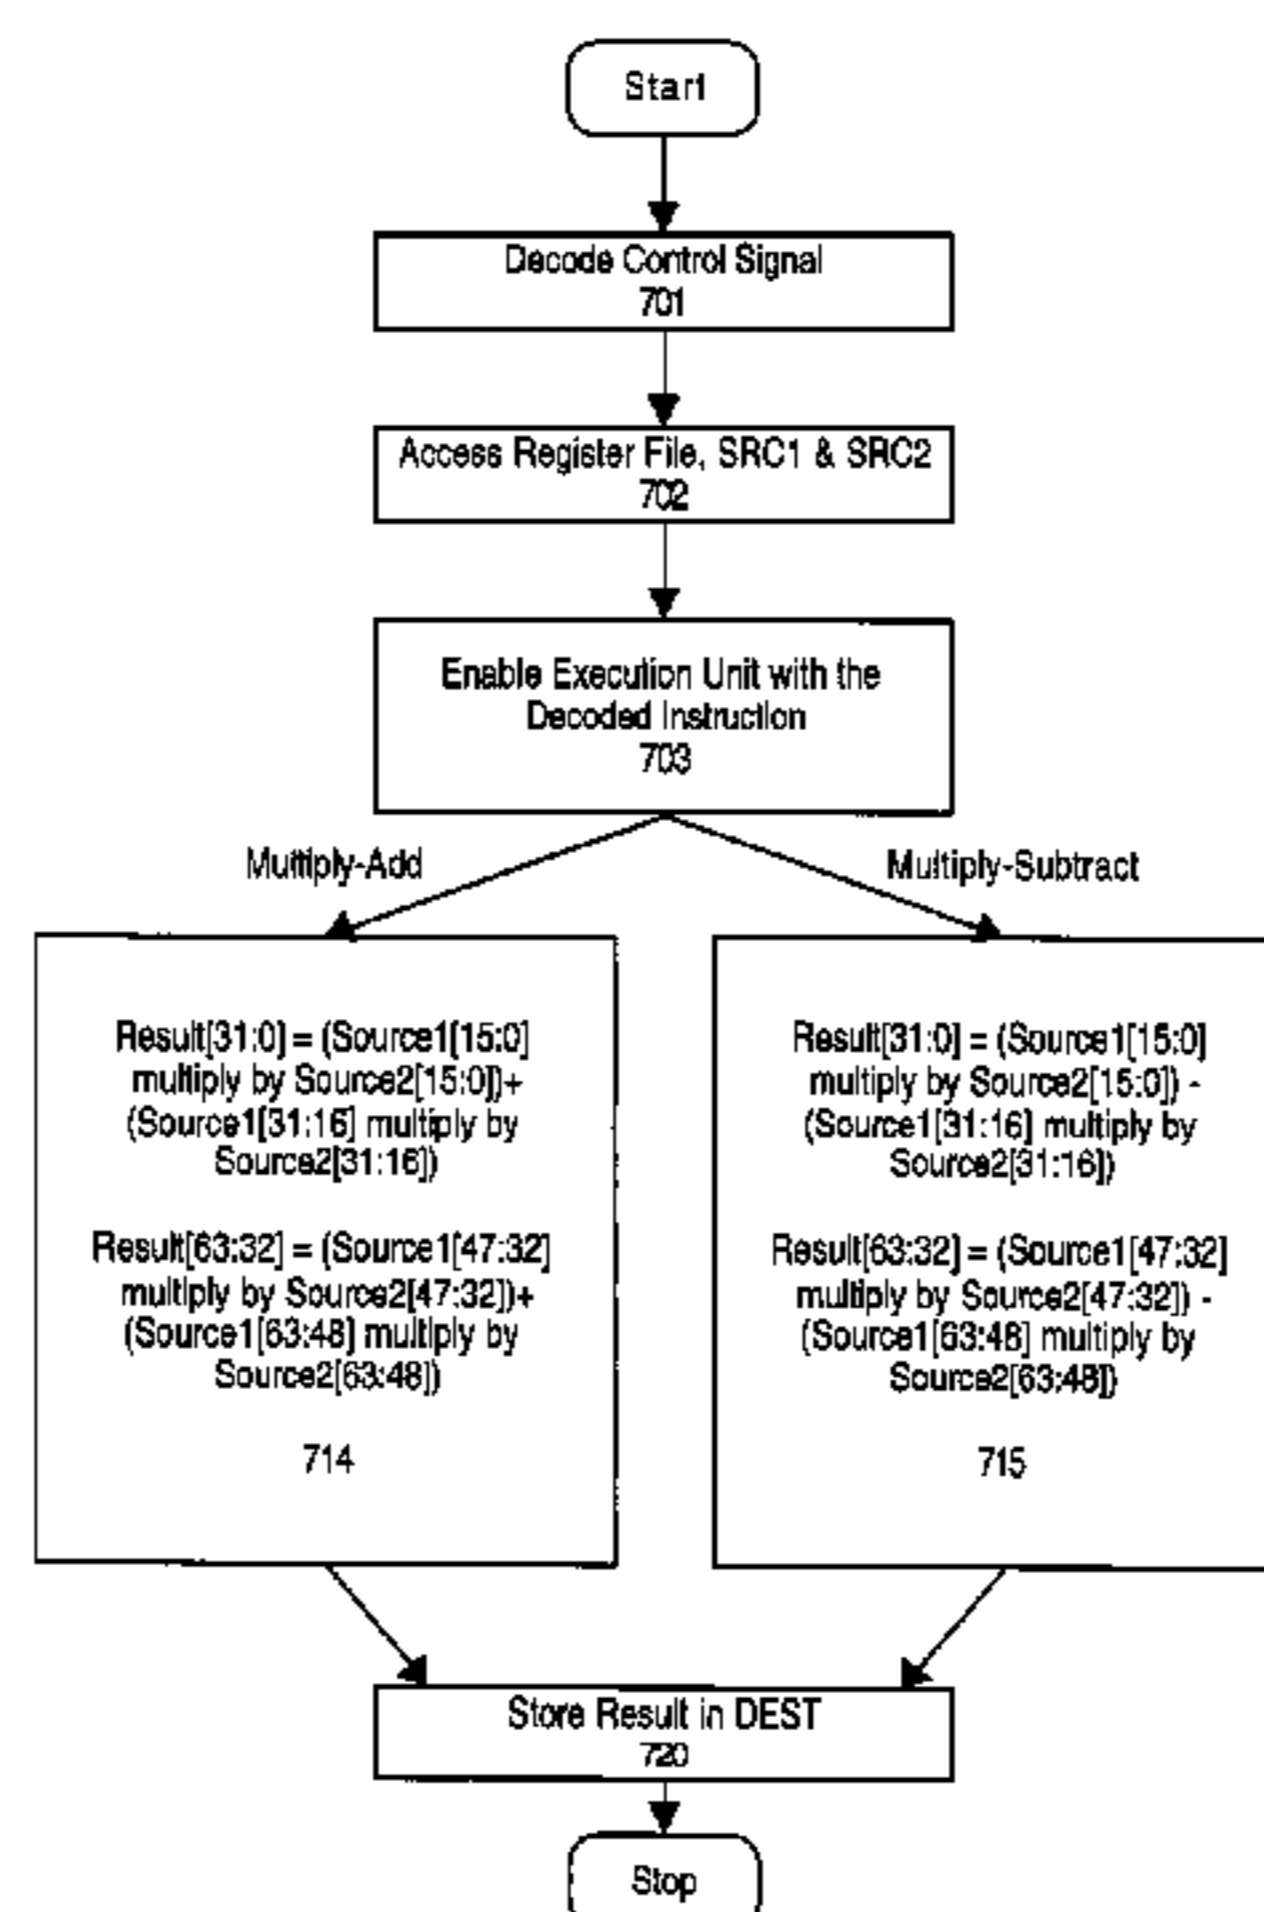 Start
Decode Control Signal
701
Access Register File, SRC1 & SRC2
702
Enable Execution Unit with the
Decoded Instruction
703
Multiply-Add
Multiply-Subtract
Result[31:0] = (Source1[15:0]
multiply by Source2[15:0])+
(Source1[31:16] multiply by
Source2[31:16])
Result[63:32] = (Source1[47:32]
multiply by Source2[47:32])+
(Source1[63:48] multiply by
Source2[63:48])
714
Result[31:0] = (Source1[15:0]
multiply by Source2[15:0]) -
(Source1[31:16] multiply by
Source2[31:16])
Result[63:32] = (Source1[47:32]
multiply by Source2[47:32]) -
(Source1[63:48] multiply by
Source2[63:48])
715
Store Result in DEST
720
Stop